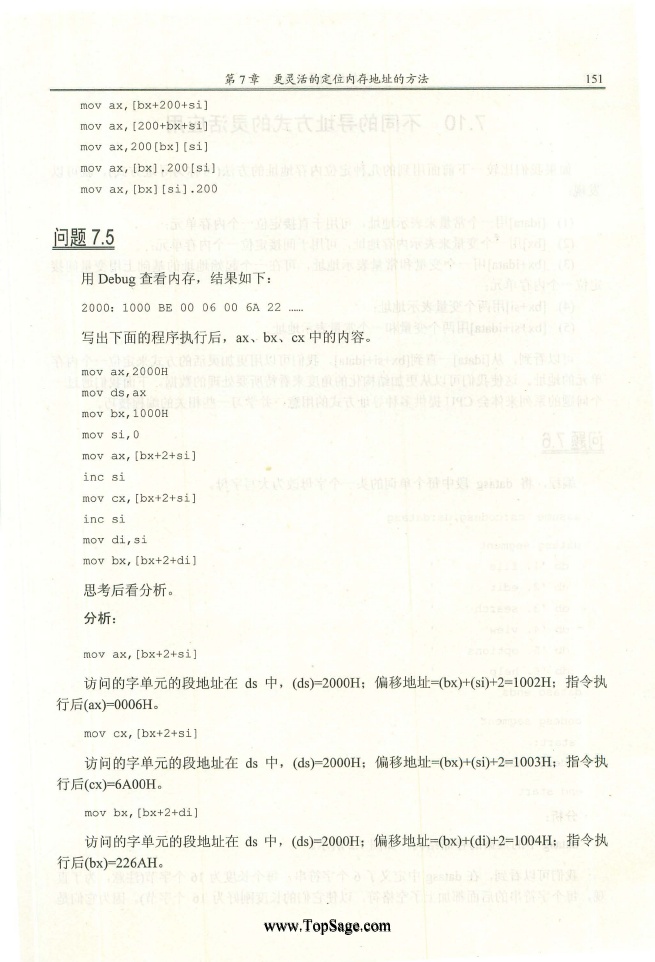 第 7 章 更灵活的定位内存地址的方法 151
mov ax,[bx+200+si]
mov ax,[200+bx+si]
mov ax,200[bx][si]
mov ax,[bx].200[si]
mov ax,[bx][si].200
问题 7.5
用 Debug 查看内存，结果如下：
2000: 1000 BE 00 06 00 6A 22 ……
写出下面的程序执行后，ax、bx、cx 中的内容。
mov ax,2000H
mov ds,ax
mov bx,1000H
mov si,0
mov ax,[bx+2+si]
inc si
mov cx,[bx+2+si]
inc si
mov di,si
mov bx,[bx+2+di]
思考后看分析。
分析：
mov ax,[bx+2+si]
访问的字单元的段地址在 ds 中，(ds)=2000H；偏移地址=(bx)+(si)+2=1002H；指令执
行后(ax)=0006H。
mov cx,[bx+2+si]
访问的字单元的段地址在 ds 中，(ds)=2000H；偏移地址=(bx)+(si)+2=1003H；指令执
行后(cx)=6A00H。
mov bx,[bx+2+di]
访问的字单元的段地址在 ds 中，(ds)=2000H；偏移地址=(bx)+(di)+2=1004H；指令执
行后(bx)=226AH。
www.TopSage.com